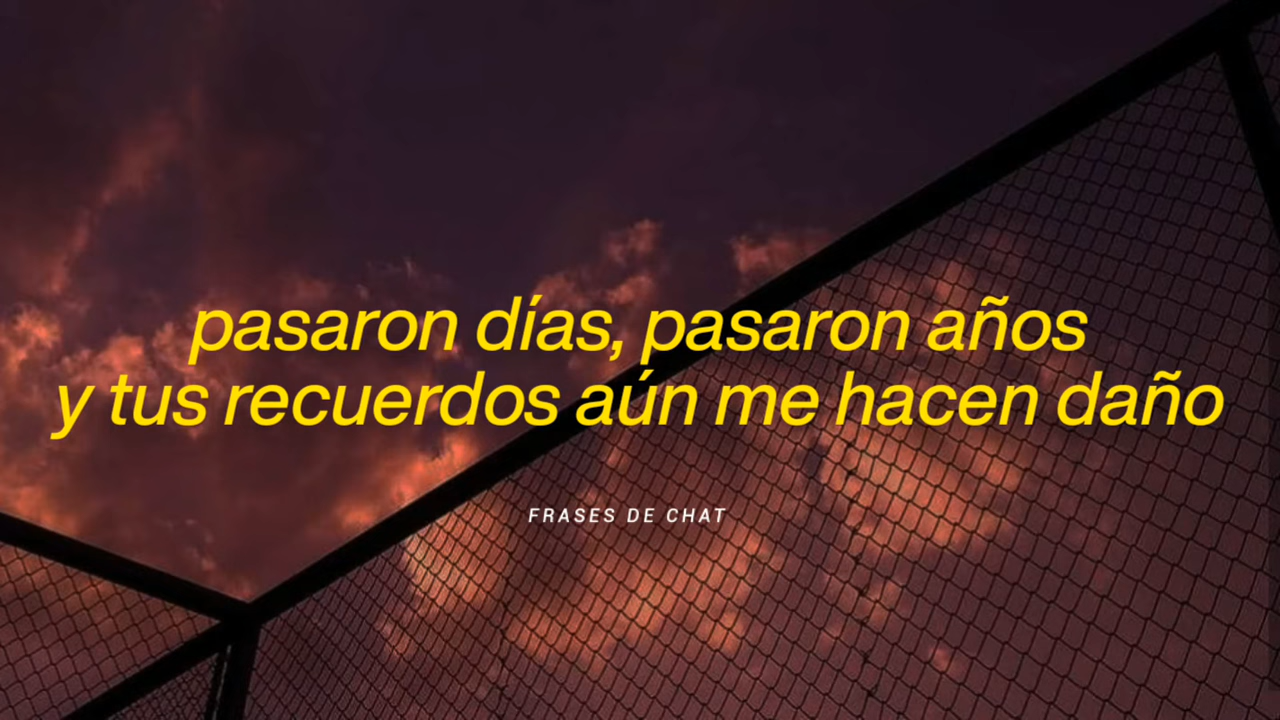 pasaron días, pasaron años
y tus recuerdos aún me hacen daño
FRASES DE CHAT